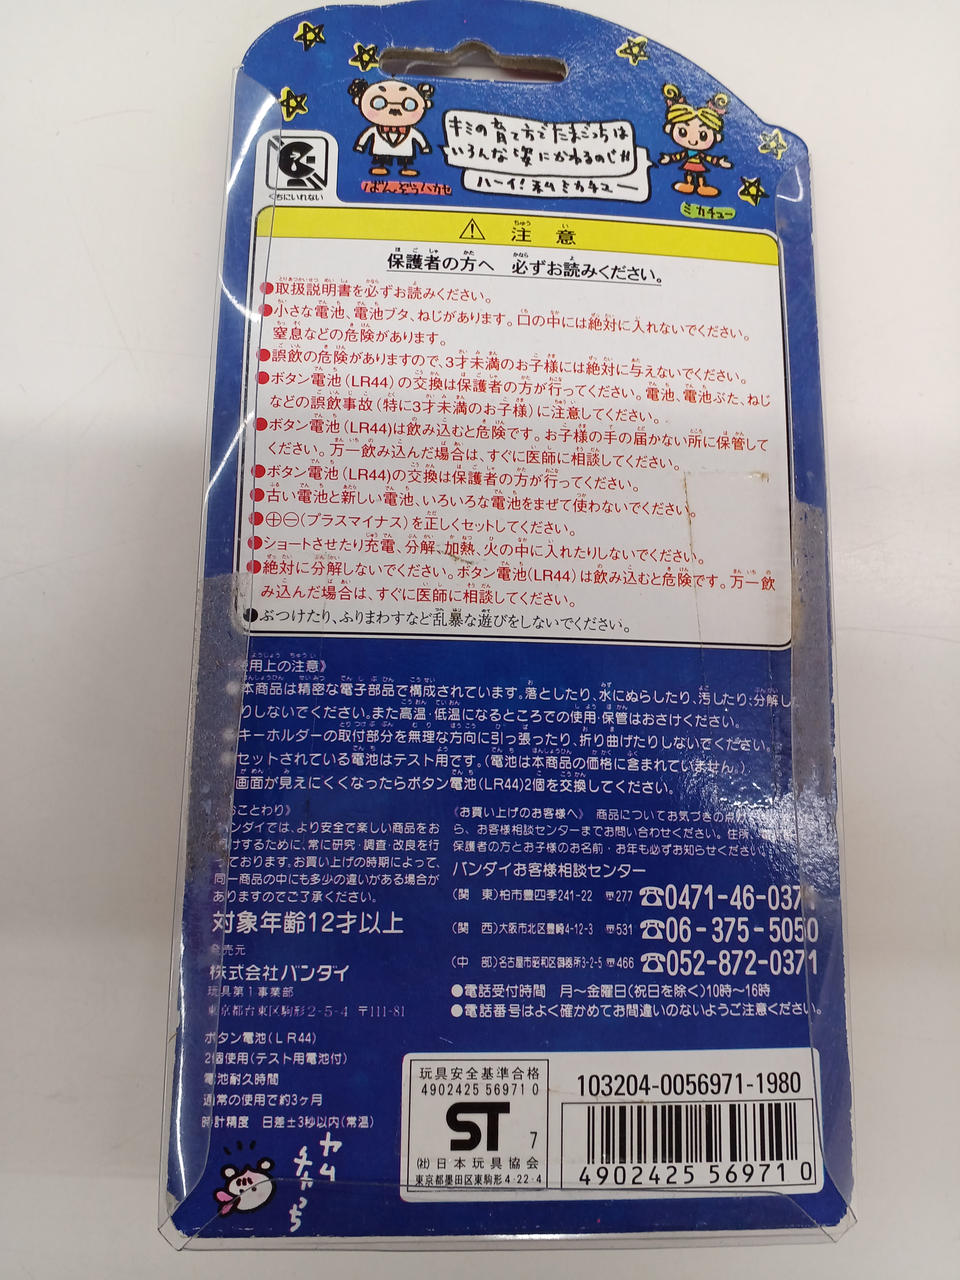 キミの育て方でたまごっちは
いろんな姿にかわるのじゃ!!
ハーイ!私ミカチュー
ばんぞうハカセ
ミカチュー
くちにいれない
⚠ 注意
保護者の方へ 必ずお読みください。
●取扱説明書を必ずお読みください。
●小さな電池、電池ブタ、ねじがあります。口の中には絶対に入れないでください。
窒息などの危険があります。
●誤飲の危険がありますので、3才未満のお子様には絶対に与えないでください。
●ボタン電池(LR44)の交換は保護者の方が行ってください。電池、電池ぶた、ねじ
などの誤飲事故(特に3才未満のお子様)に注意してください。
●ボタン電池(LR44)は飲み込むと危険です。お子様の手の届かない所に保管して
ください。万一飲み込んだ場合は、すぐに医師に相談してください。
●ボタン電池(LR44)の交換は保護者の方が行ってください。
●古い電池と新しい電池、いろいろな電池をまぜて使わないでください。
●⊕⊖(プラスマイナス)を正しくセットしてください。
●ショートさせたり充電、分解、加熱、火の中に入れたりしないでください。
●絶対に分解しないでください。ボタン電池(LR44)は飲み込むと危険です。万一飲
み込んだ場合は、すぐに医師に相談してください。
●ぶつけたり、ふりまわすなど乱暴な遊びをしないでください。
使用上の注意》
●本商品は精密な電子部品で構成されています。落としたり、水にぬらしたり、汚したり、分解し
りしないでください。また高温・低温になるところでの使用・保管はおさけください。
キーホルダーの取付部分を無理な方向に引っ張ったり、折り曲げたりしないでください。
セットされている電池はテスト用です。(電池は本商品の価格に含まれていません。)
画面が見えにくくなったらボタン電池(LR44)2個を交換してください。
おことわり》
バンダイでは、より安全で楽しい商品をお
けするために、常に研究・調査・改良を行
っております。お買い上げの時期によって、
同一商品の中にも多少の違いがある場合が
ありますのでご了承ください。
対象年齢12才以上
発売元
株式会社バンダイ
玩具第1事業部
東京都台東区駒形2-5-4 〒111-81
ボタン電池(LR44)
2個使用(テスト用電池付)
電池耐久時間
通常の使用で約3ヶ月
時計精度 日差±3秒以内(常温)
《お買い上げのお客様へ》 商品についてお気づきの点が
ら、お客様相談センターまでお問い合わせください。住所、
保護者の方とお子様のお名前・お年も必ずお知らせください
バンダイお客様相談センター
(関 東)柏市豊四季241-22 〒277 ☎0471-46-0371
(関 西)大阪市北区豊崎4-12-3 〒531 ☎06-375-5050
(中 部)名古屋市昭和区御器所3-2-5 〒466 ☎052-872-0371
●電話受付時間 月〜金曜日(祝日を除く)10時〜16時
●電話番号はよく確かめてお間違いのないようご注意ください。
玩具安全基準合格
4902425 56971 0
ST 7
(社)日本玩具協会
東京都墨田区東駒形4-22-4
103204-0056971-1980
4902425 569710